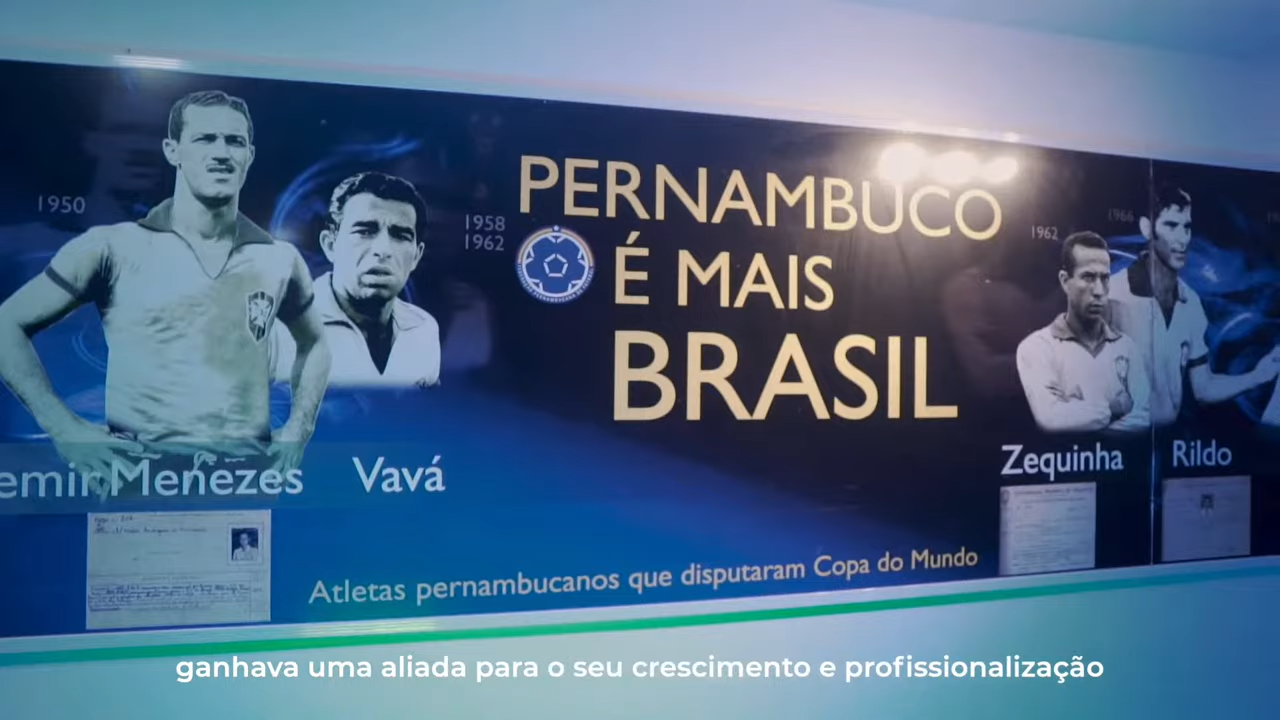 1950
1958
1962
PERNAMBUCO
É MAIS
BRASIL
1962
1966
emir Menezes
Vavá
Zequinha
Rildo
Atletas pernambucanos que disputaram Copa do Mundo
ganhava uma aliada para o seu crescimento e profissionalização